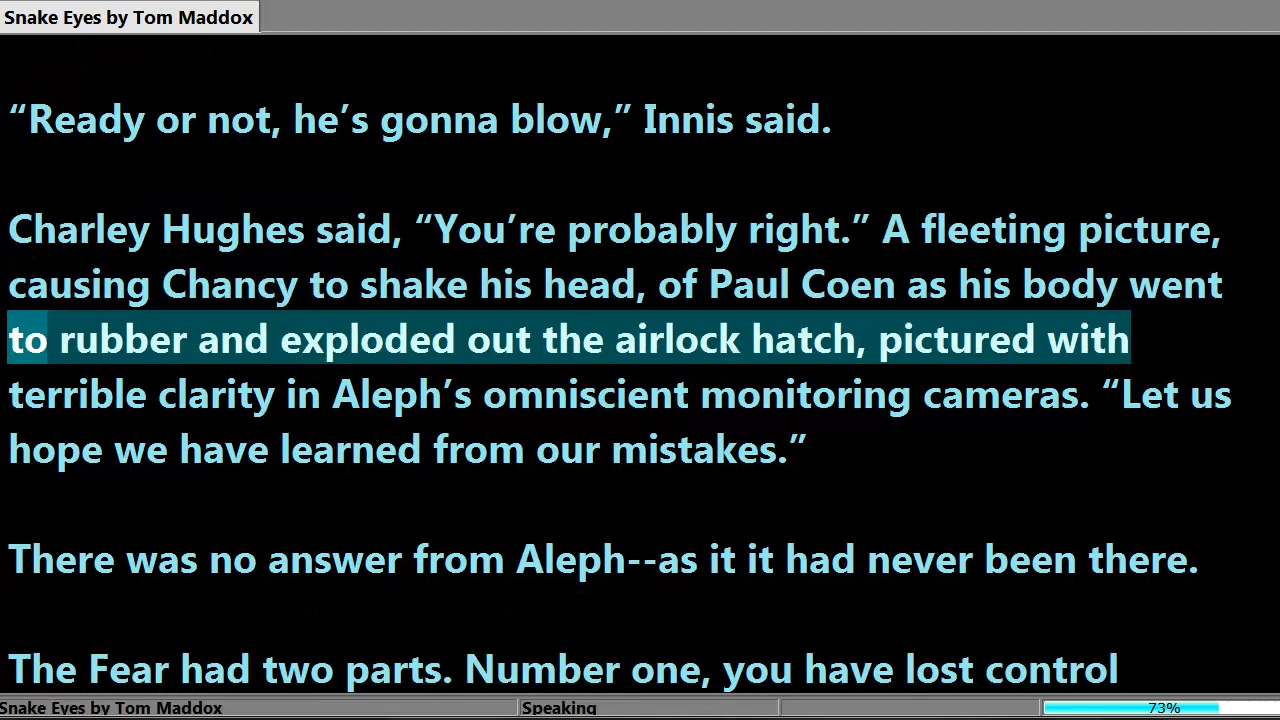 Snake Eyes by Tom Maddox
“Ready or not, he’s gonna blow,” Innis said.
Charley Hughes said, “You’re probably right.” A fleeting picture,
causing Chancy to shake his head, of Paul Coen as his body went
to rubber and exploded out the airlock hatch, pictured with
terrible clarity in Aleph’s omniscient monitoring cameras. “Let us
hope we have learned from our mistakes.”
There was no answer from Aleph--as it it had never been there.
The Fear had two parts. Number one, you have lost control
Snake Eyes by Tom Maddox
Speaking
73%